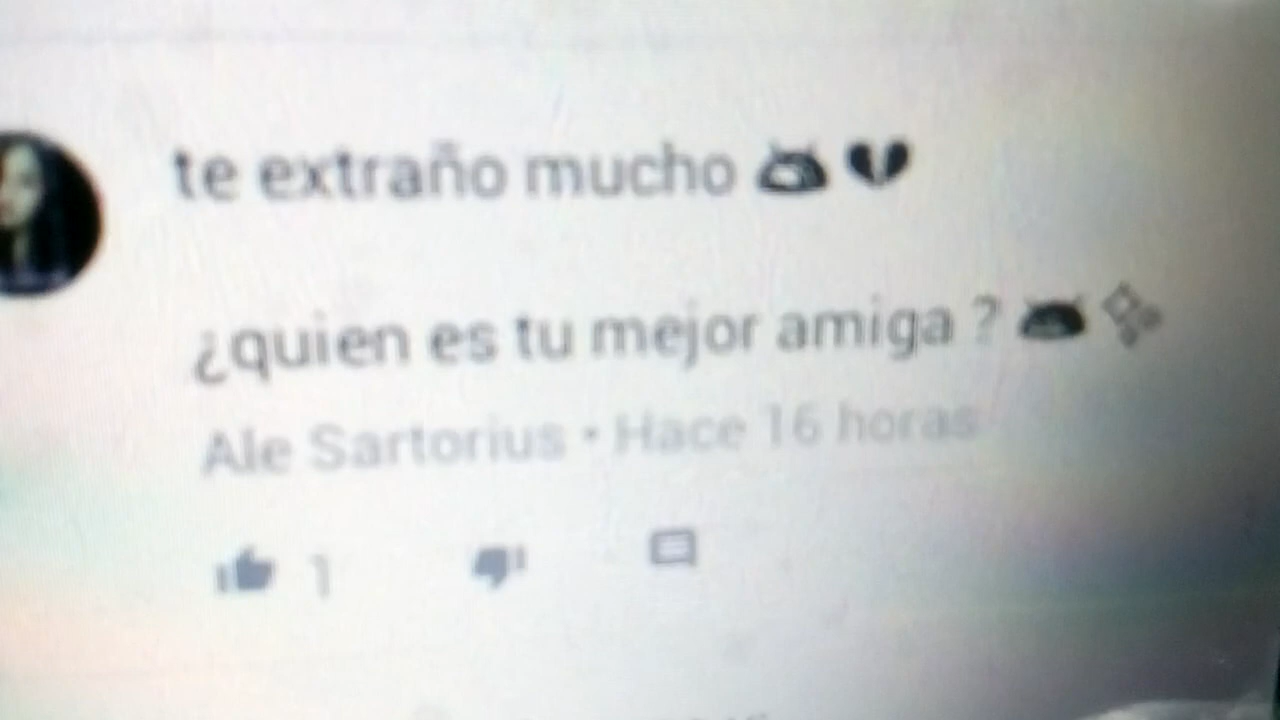 te extraño mucho 💔
¿quien es tu mejor amiga ?
Ale Sartorius • Hace 16 horas
1